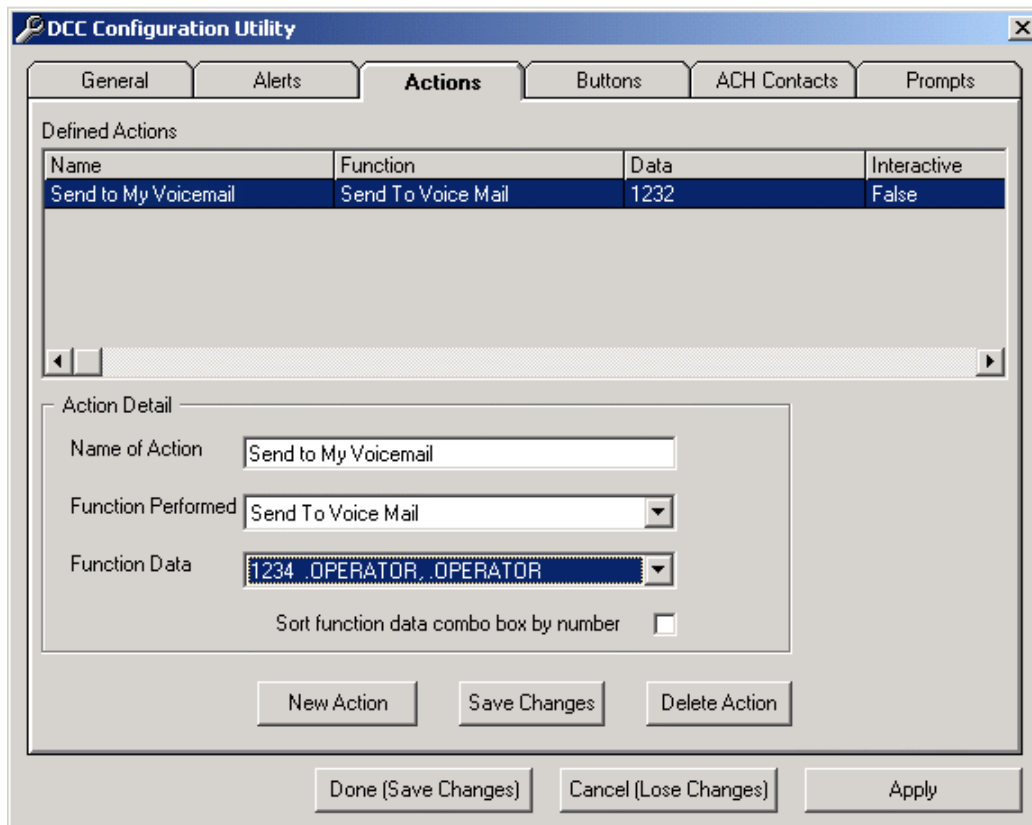 DCC Configuration Utility
General Alerts Actions Buttons ACH Contacts Prompts
Defined Actions
Name Function Data Interactive
Send to My Voicemail Send To Voice Mail 1232 False
Action Detail
Name of Action Send to My Voicemail
Function Performed Send To Voice Mail
Function Data 1234 .OPERATOR, .OPERATOR
Sort function data combo box by number
New Action Save Changes Delete Action
Done (Save Changes) Cancel (Lose Changes) Apply